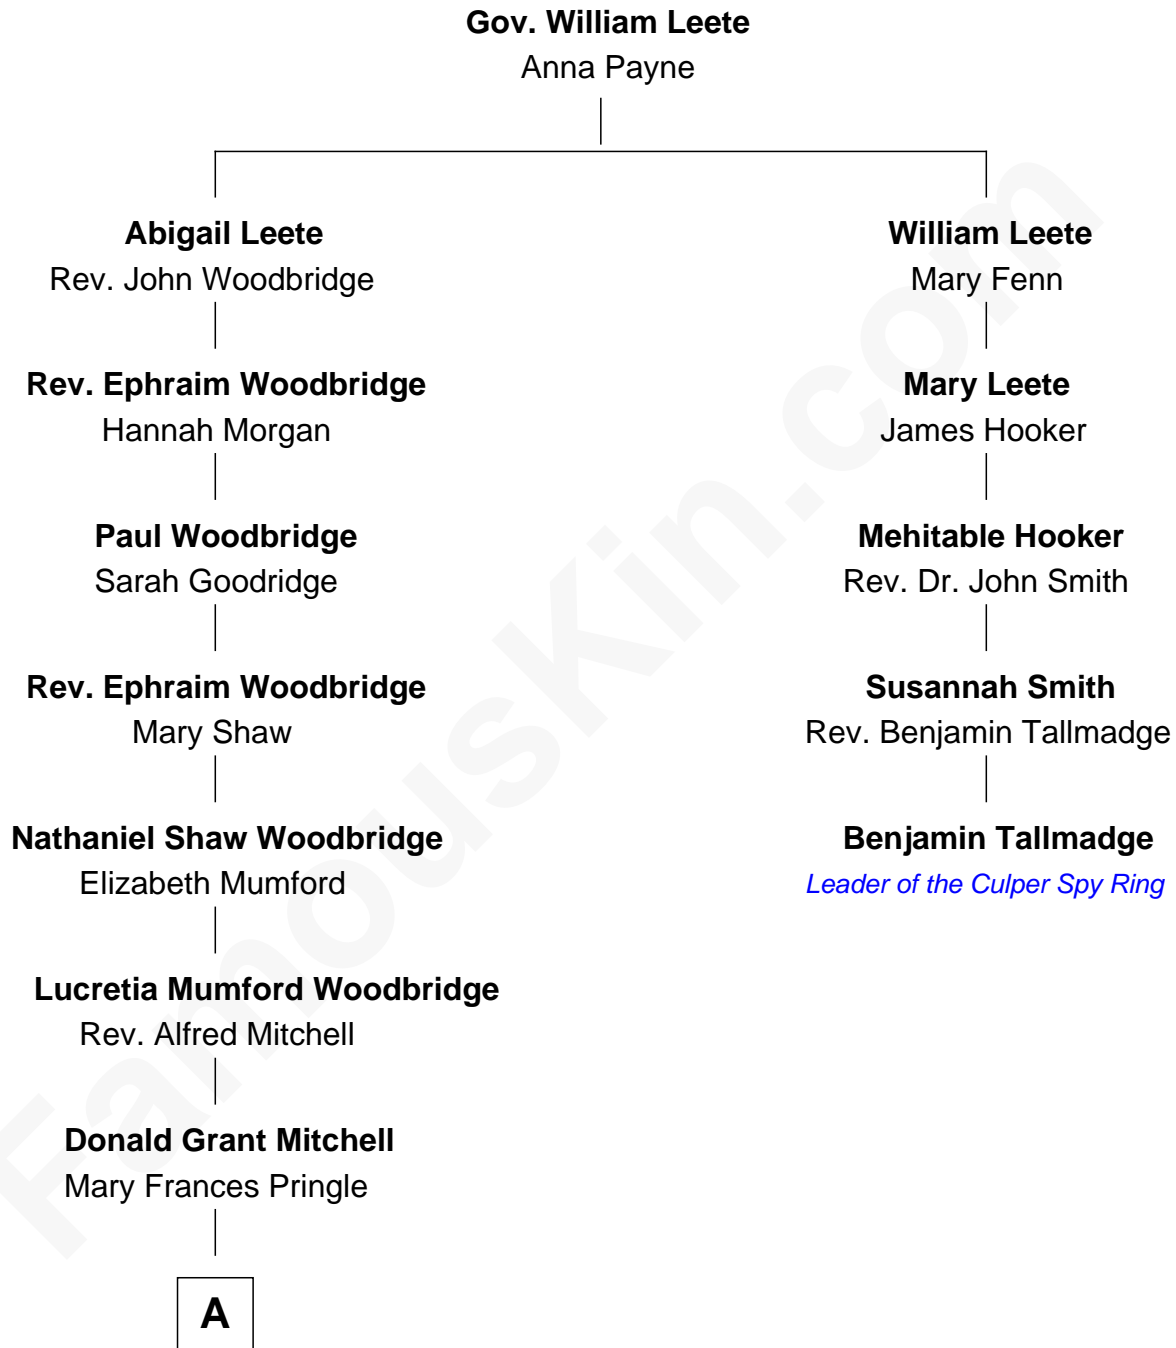 Gov. William Leete
Anna Payne
Abigail Leete
Rev. John Woodbridge
William Leete
Mary Fenn
Rev. Ephraim Woodbridge
Hannah Morgan
Mary Leete
James Hooker
Paul Woodbridge
Sarah Goodridge
Mehitable Hooker
Rev. Dr. John Smith
Rev. Ephraim Woodbridge
Mary Shaw
Susannah Smith
Rev. Benjamin Tallmadge
Nathaniel Shaw Woodbridge
Elizabeth Mumford
Benjamin Tallmadge
Leader of the Culper Spy Ring
Lucretia Mumford Woodbridge
Rev. Alfred Mitchell
Donald Grant Mitchell
Mary Frances Pringle
A
FamousKin.com